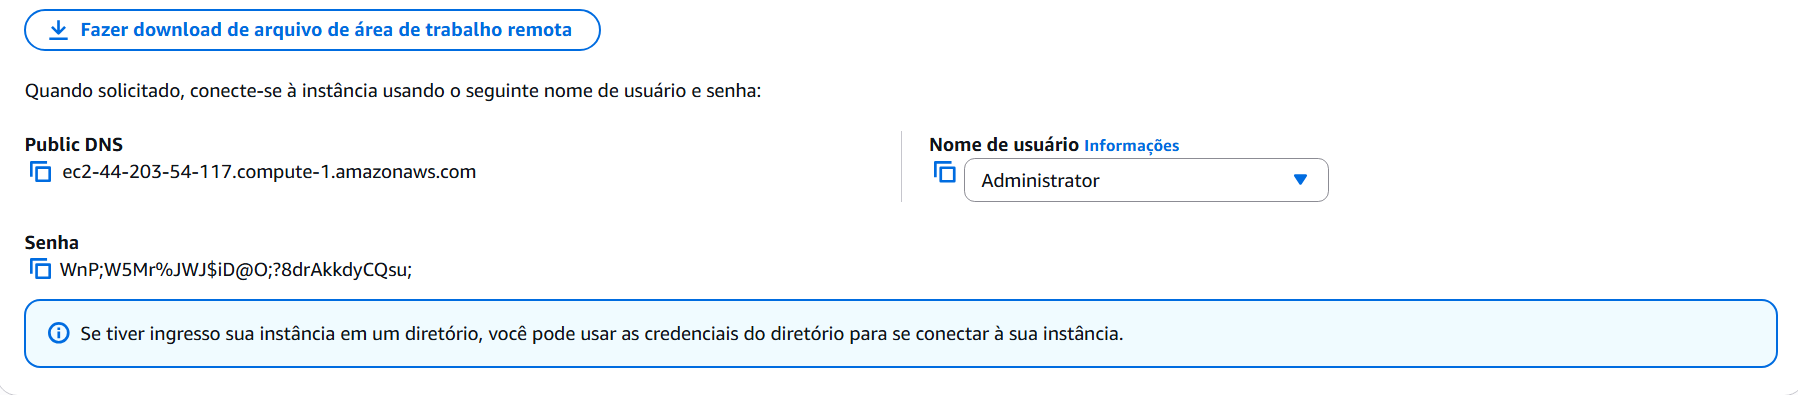 Fazer download de arquivo de área de trabalho remota
Quando solicitado, conecte-se à instância usando o seguinte nome de usuário e senha:
Public DNS
ec2-44-203-54-117.compute-1.amazonaws.com
Nome de usuário Informações
Administrator
Senha
WnP;W5Mr%JWJ$iD@O;?8drAkkdyCQsu;
Se tiver ingresso sua instância em um diretório, você pode usar as credenciais do diretório para se conectar à sua instância.